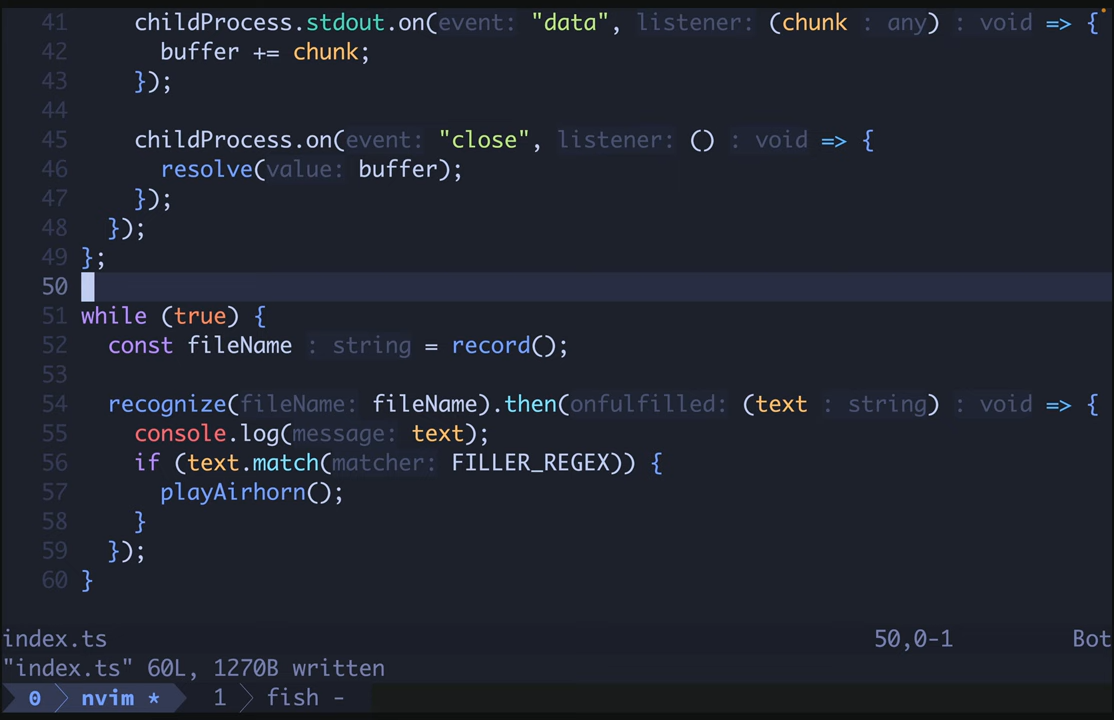 41 childProcess.stdout.on(event: "data", listener: (chunk : any) : void => {
42 buffer += chunk;
43 });
44
45 childProcess.on(event: "close", listener: () : void => {
46 resolve(value: buffer);
47 });
48 });
49 };
50
51 while (true) {
52 const fileName : string = record();
53
54 recognize(fileName: fileName).then(onfulfilled: (text : string) : void => {
55 console.log(message: text);
56 if (text.match(matcher: FILLER_REGEX)) {
57 playAirhorn();
58 }
59 });
60 }
index.ts 50,0-1 Bot
"index.ts" 60L, 1270B written
0 nvim * 1 fish -